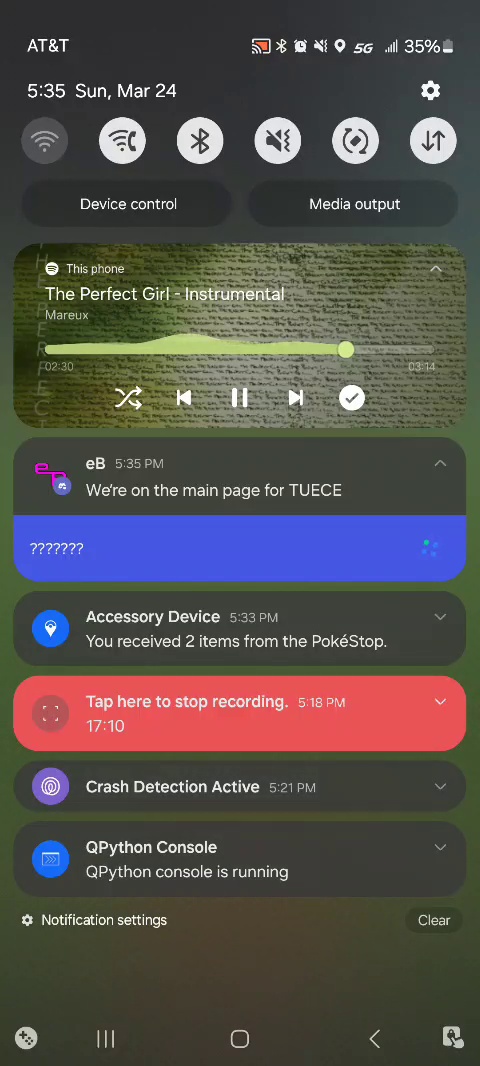 AT&T
5G
35%
5:35 Sun, Mar 24
Device control
Media output
This phone
The Perfect Girl - Instrumental
Mareux
02:30
03:14
eB 5:35 PM
We're on the main page for TUECE
???????
Accessory Device 5:33 PM
You received 2 items from the PokéStop.
Tap here to stop recording. 5:18 PM
17:10
Crash Detection Active 5:21 PM
QPython Console
QPython console is running
Notification settings
Clear